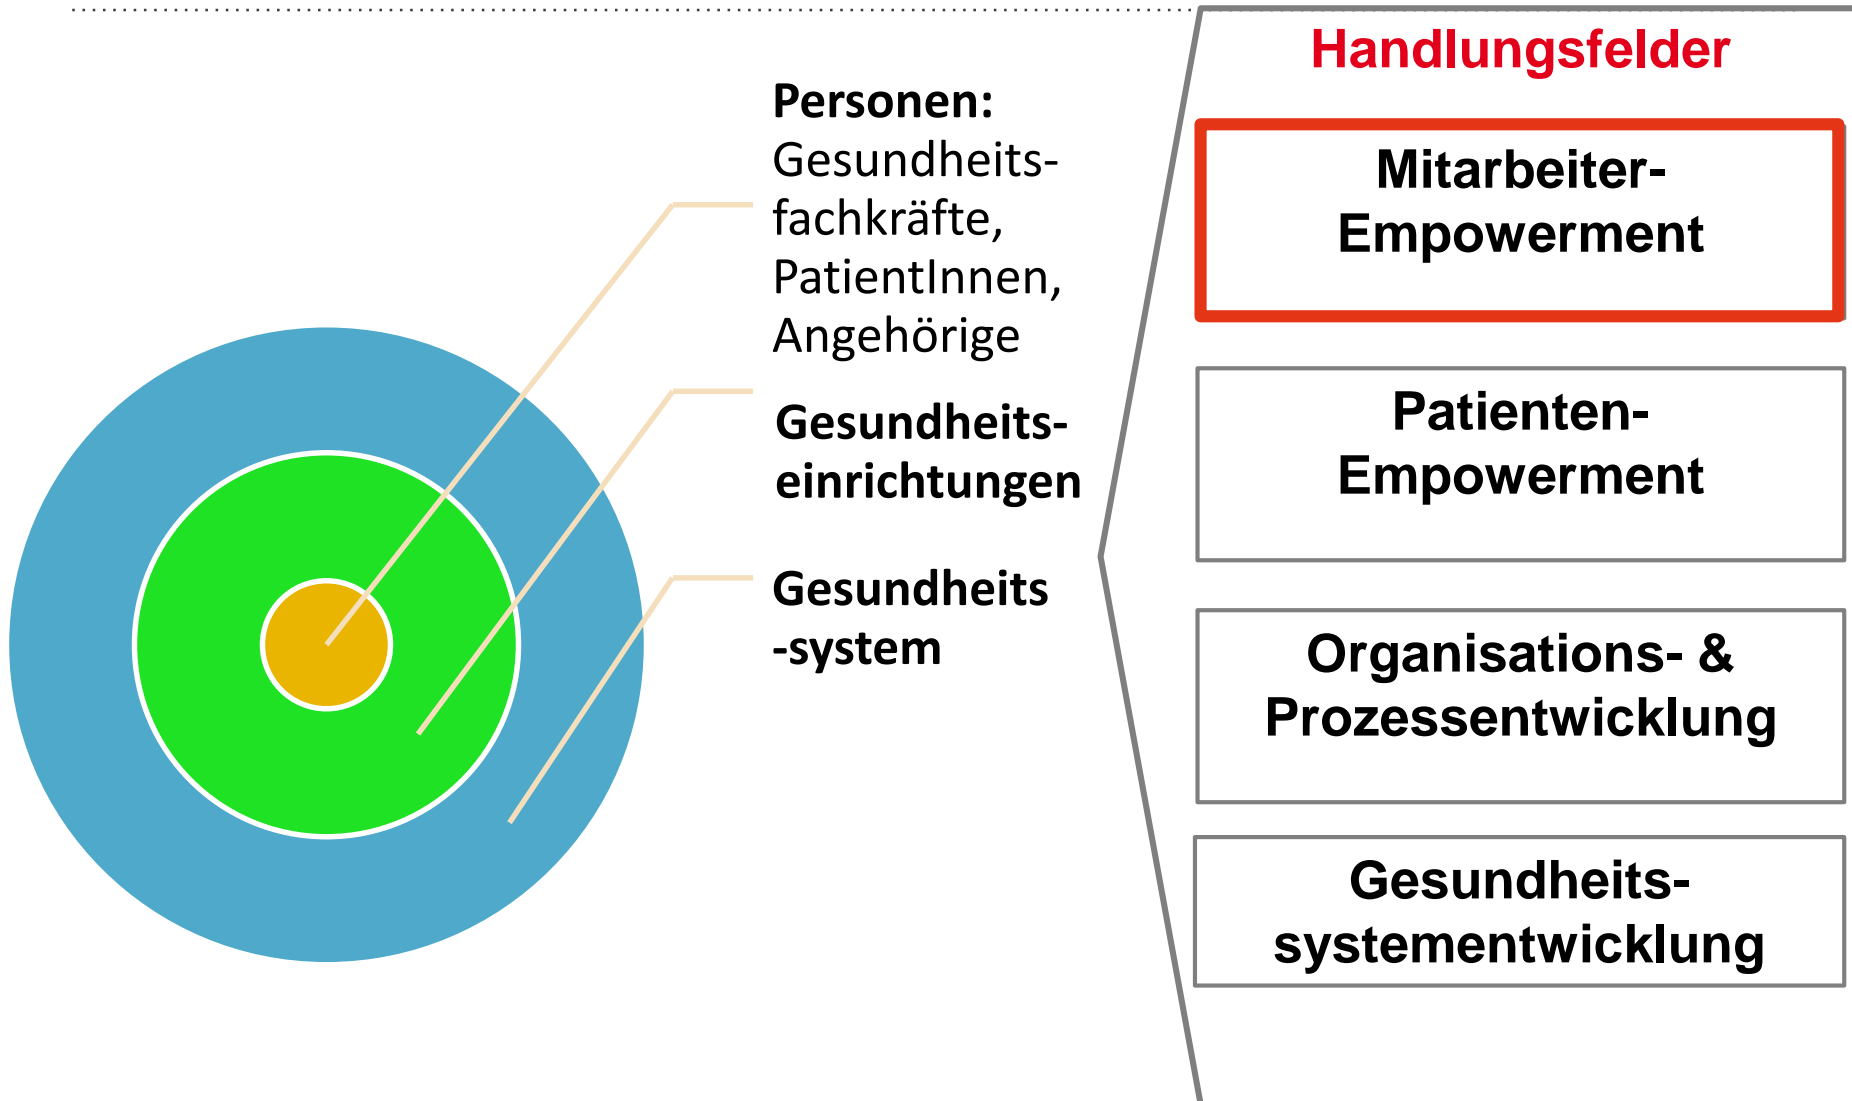 Personen:
Gesundheits-
fachkräfte,
PatientInnen,
Angehörige
Gesundheits-
einrichtungen
Gesundheits
-system
Handlungsfelder
Mitarbeiter-
Empowerment
Patienten-
Empowerment
Organisations- &
Prozessentwicklung
Gesundheits-
systementwicklung